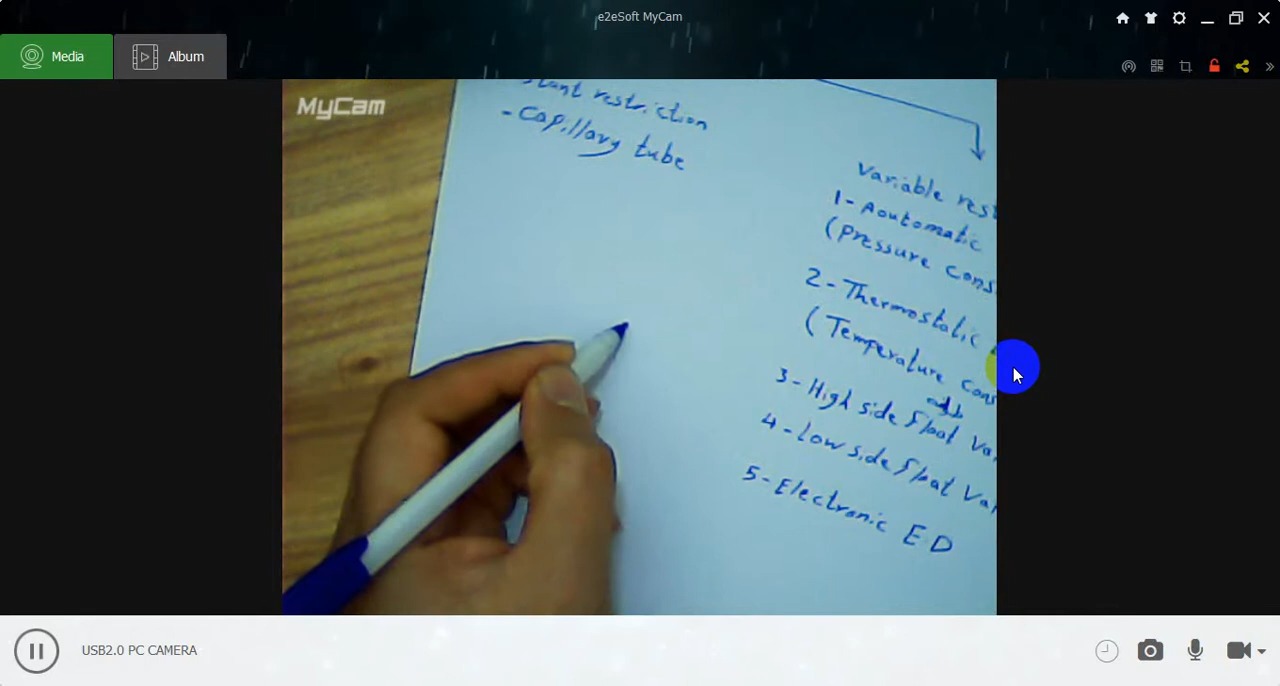 e2eSoft MyCam
Media
Album
MyCam
restriction
- Capillary tube
Variable
1- Aoutomatic
(Pressure
2- Thermostatic
(Temperature
3- High side float
4- Low side float
5- Electronic E D
USB2.0 PC CAMERA